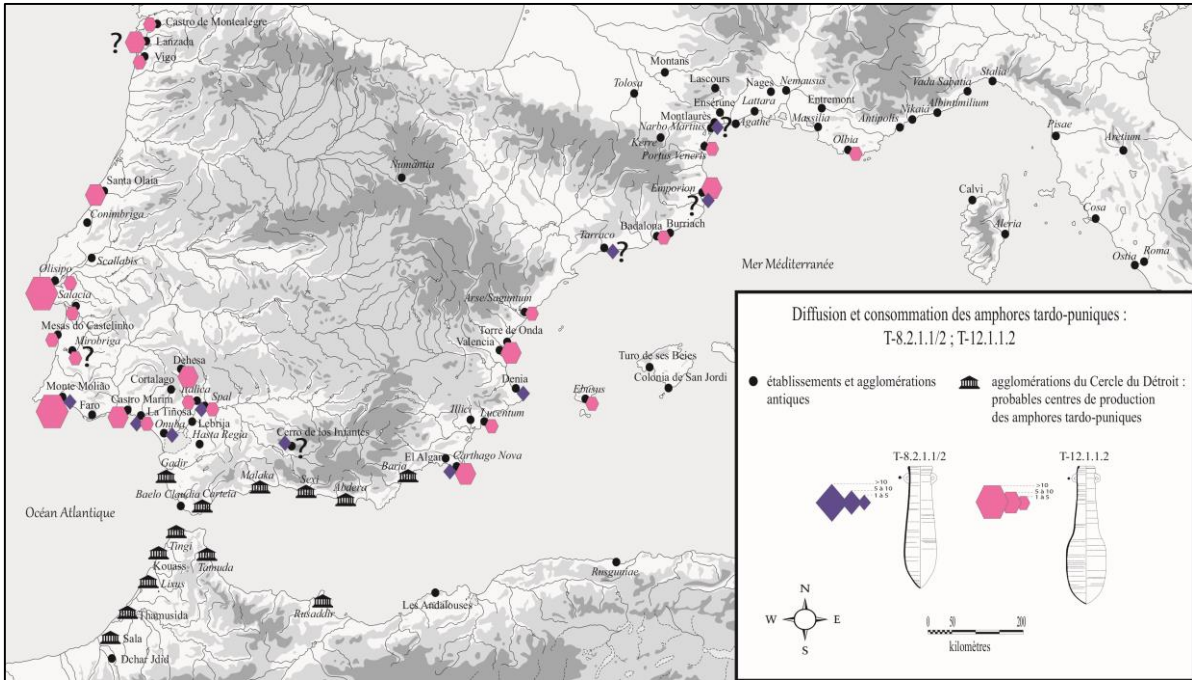 Castro de Montealegre
?
Lanzada
Vigo
Santa Olaia
Conimbriga
Scallabis
Olisipo
Salacia
Mesas do Castelinho
Mirobriga
?
Monte Molião
Faro
Castro Marim
La Tiñosa
Onuba
Dehesa
Cortalago
Italica
Spal
Lebrija
Hasta Regia
Cerro de los Infantes
?
Numantia
Gadir
Baelo Claudia
Carteia
Malaka
Sexi
Abdera
Baria
El Algar
Carthago Nova
Illici
Lucentum
Denia
Valencia
Torre de Onda
Arse/Saguntum
Ebusus
Turo de ses Beies
Colonia de San Jordi
Tarraco
?
Badalona
Burriach
Emporion
?
Portus Veneris
Kerre
Narbo Martius
Montlaurès
?
Ensérune
Lascours
Montans
Tolosa
Agathé
Lattara
Nages
Nemausus
Entremont
Massilia
Olbia
Antipolis
Nikaia
Albintimilium
Vada Sabatia
Stalia
Pisae
Aretium
Calvi
Aleria
Cosa
Ostia
Roma
Mer Méditerranée
Océan Atlantique
Tingi
Kouass
Tamuda
Lixus
Thamusida
Sala
Dchar Jdid
Rusaddir
Les Andalouses
Rusguniae
Diffusion et consommation des amphores tardo-puniques :
T-8.2.1.1/2 ; T-12.1.1.2
établissements et agglomérations
antiques
agglomérations du Cercle du Détroit :
probables centres de production
des amphores tardo-puniques
T-8.2.1.1/2
T-12.1.1.2
>10
5 à 10
1 à 5
>10
5 à 10
1 à 5
N
W E
S
0 50 200
kilomètres